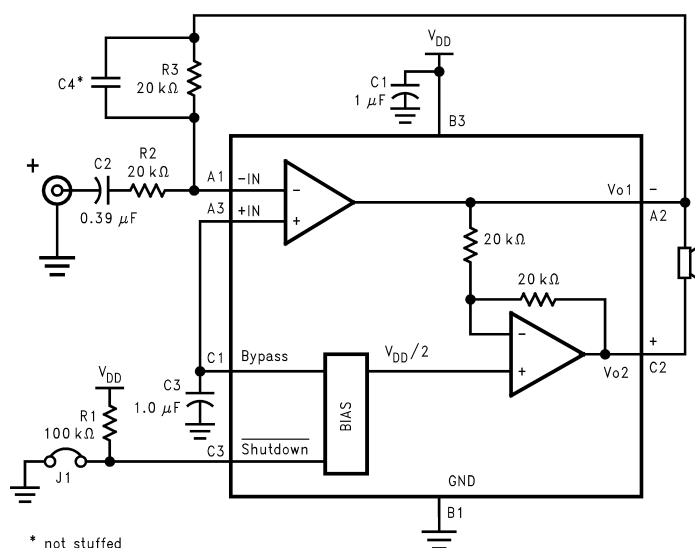 V_DD
C1
1 μF
B3
C4*
R3
20 kΩ
+
C2
0.39 μF
R2
20 kΩ
A1
-IN
A3
+IN
-
+
Vo1
-
A2
20 kΩ
20 kΩ
-
+
Vo2
+
C2
C1
Bypass
V_DD/2
C3
1.0 μF
BIAS
V_DD
R1
100 kΩ
J1
C3
Shutdown
GND
B1
* not stuffed